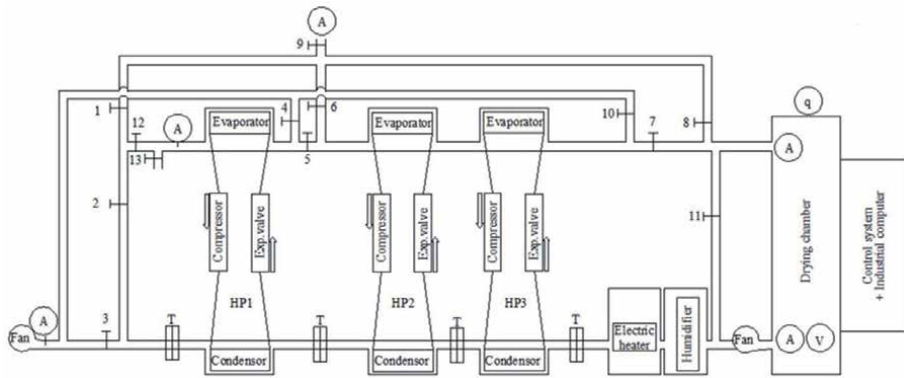 A
9
1
4
6
10
7
8
q
12
A
13
Evaporator
5
Evaporator
Evaporator
A
2
Compressor
Exp.valve
Compressor
Exp.valve
Compressor
Exp.valve
11
Drying chamber
Control system
+ Industrial computer
HP1
HP2
HP3
Fan
A
3
T
T
T
T
Electric
heater
Humidifier
Fan
A
V
Condensor
Condensor
Condensor